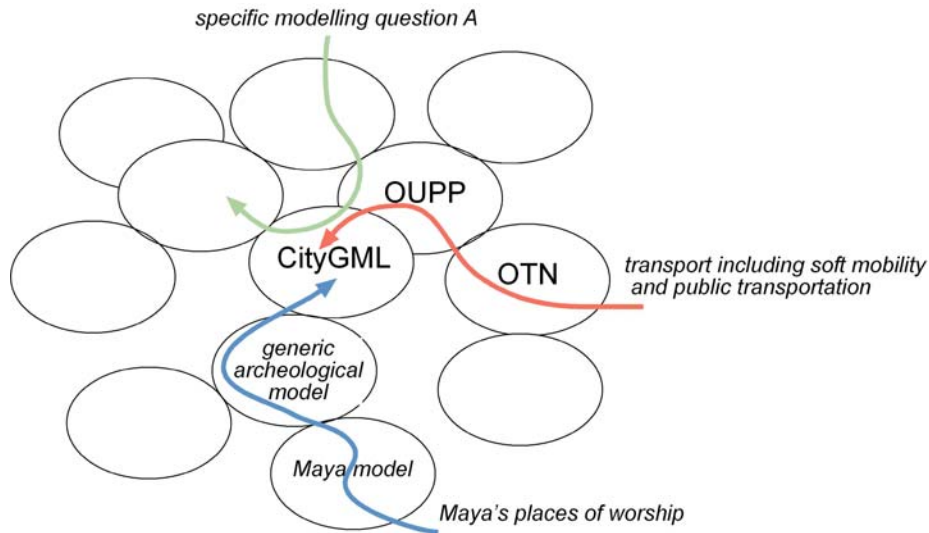 specific modelling question A
OUPP
CityGML
OTN
transport including soft mobility
and public transportation
generic
archeological
model
Maya model
Maya's places of worship